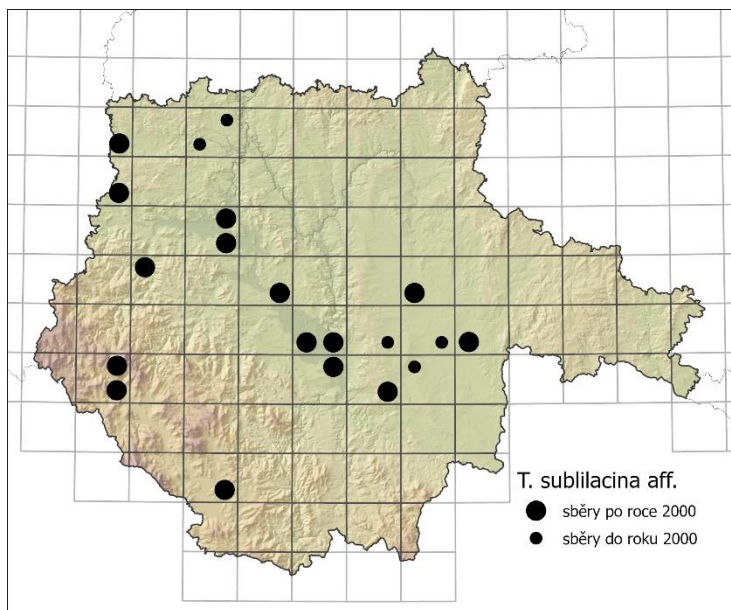 T. sublilacina aff.
sběry po roce 2000
sběry do roku 2000